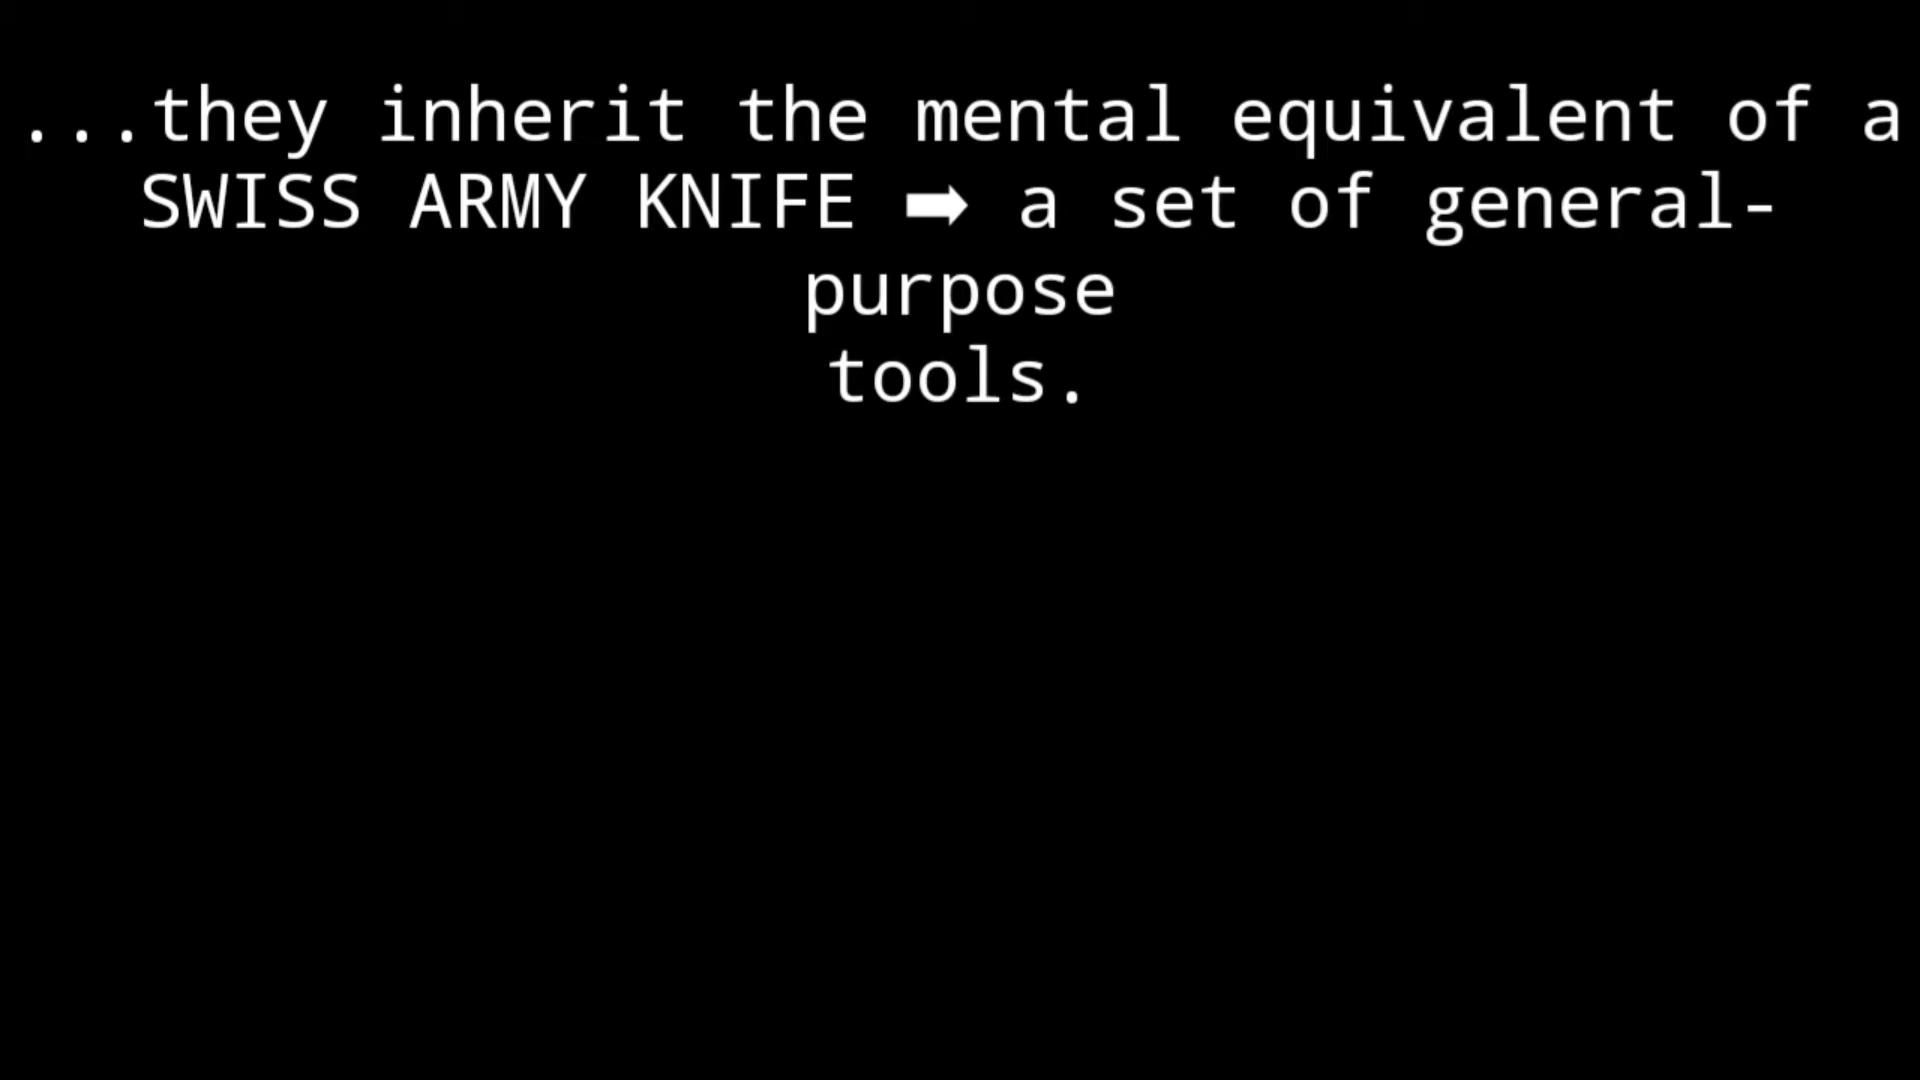 ...they inherit the mental equivalent of a
SWISS ARMY KNIFE ➡ a set of general-
purpose
tools.